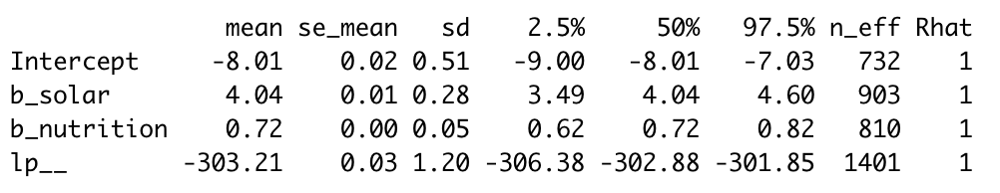 mean se_mean sd 2.5% 50% 97.5% n_eff Rhat
Intercept -8.01 0.02 0.51 -9.00 -8.01 -7.03 732 1
b_solar 4.04 0.01 0.28 3.49 4.04 4.60 903 1
b_nutrition 0.72 0.00 0.05 0.62 0.72 0.82 810 1
lp__ -303.21 0.03 1.20 -306.38 -302.88 -301.85 1401 1